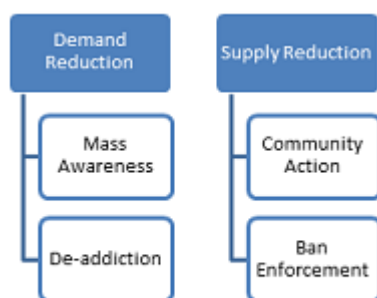 Demand
Reduction
Mass
Awareness
De-addiction
Supply Reduction
Community
Action
Ban
Enforcement